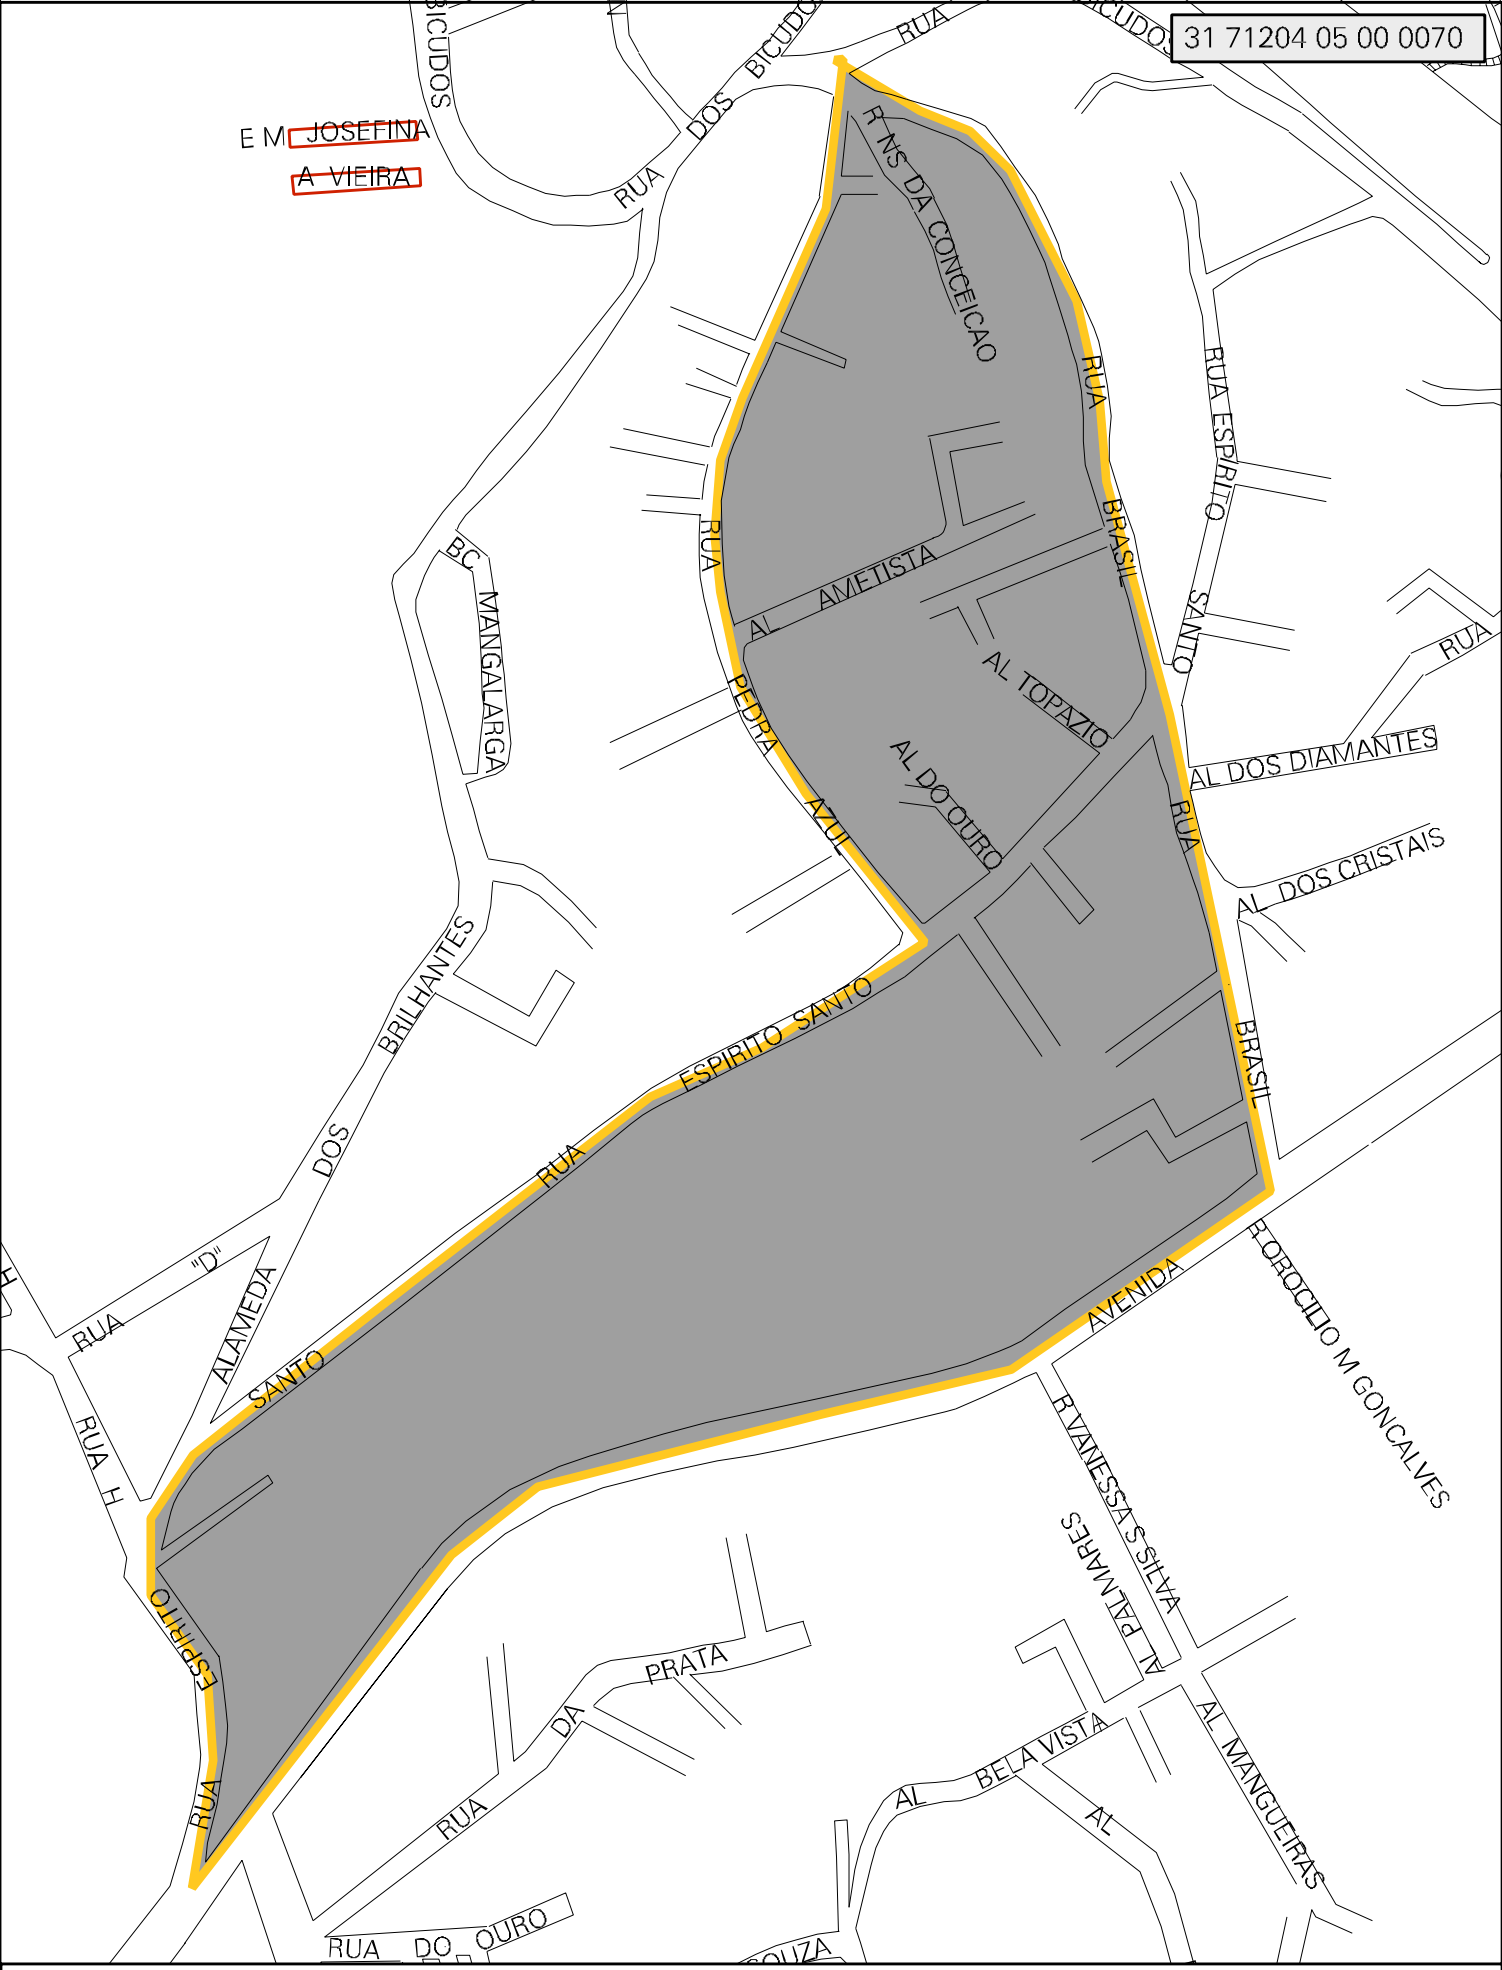 BICUDOS
RUA DOS BICUDOS
RUA
BICUDOS
31 71204 05 00 0070
E M JOSEFINA
A VIEIRA
R NS DA CONCEICAO
RUA BRASIL
RUA ESPIRITO SANTO
RUA PEDRA AZUL
AL AMETISTA
BC MANGALARGA
AL TOPAZIO
AL DO OURO
RUA
AL DOS DIAMANTES
AL DOS CRISTAIS
RUA BRASIL
ALAMEDA DOS BRILHANTES
RUA ESPIRITO SANTO
RUA "D"
H
RUA H
AVENIDA
R OROCILIO M GONCALVES
R VANESSA S SILVA
AL PALMARES
RUA ESPIRITO SANTO
RUA DA PRATA
AL BELA VISTA
AL
AL MANGUEIRAS
RUA DO OURO
SOUZA